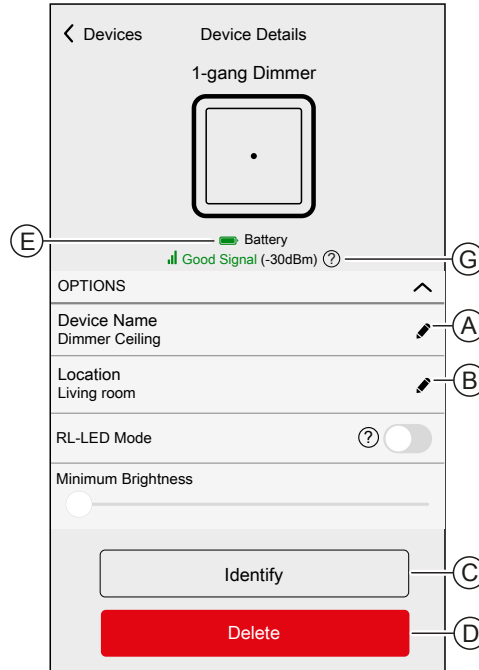 Devices Device Details
1-gang Dimmer
E Battery
Good Signal (-30dBm) ? G
OPTIONS
Device Name A
Dimmer Ceiling
Location B
Living room
RL-LED Mode ?
Minimum Brightness
Identify C
Delete D